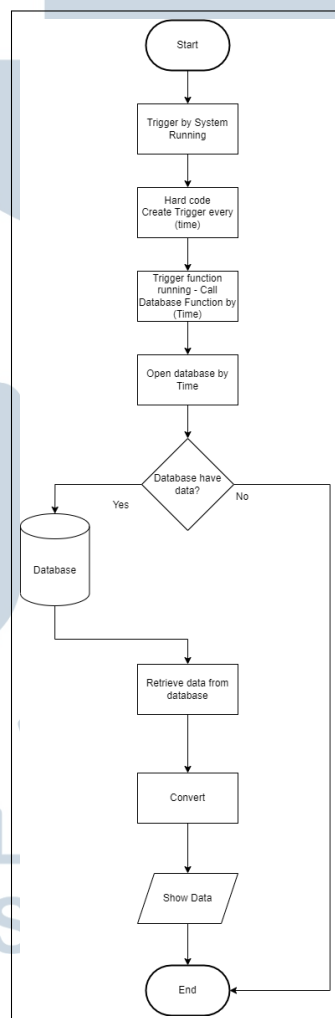 Start
Trigger by System
Running
Hard code
Create Trigger every
(time)
Trigger function
running - Call
Database Function by
(Time)
Open database by
Time
Database have
data?
Yes
No
Database
Retrieve data from
database
Convert
Show Data
End